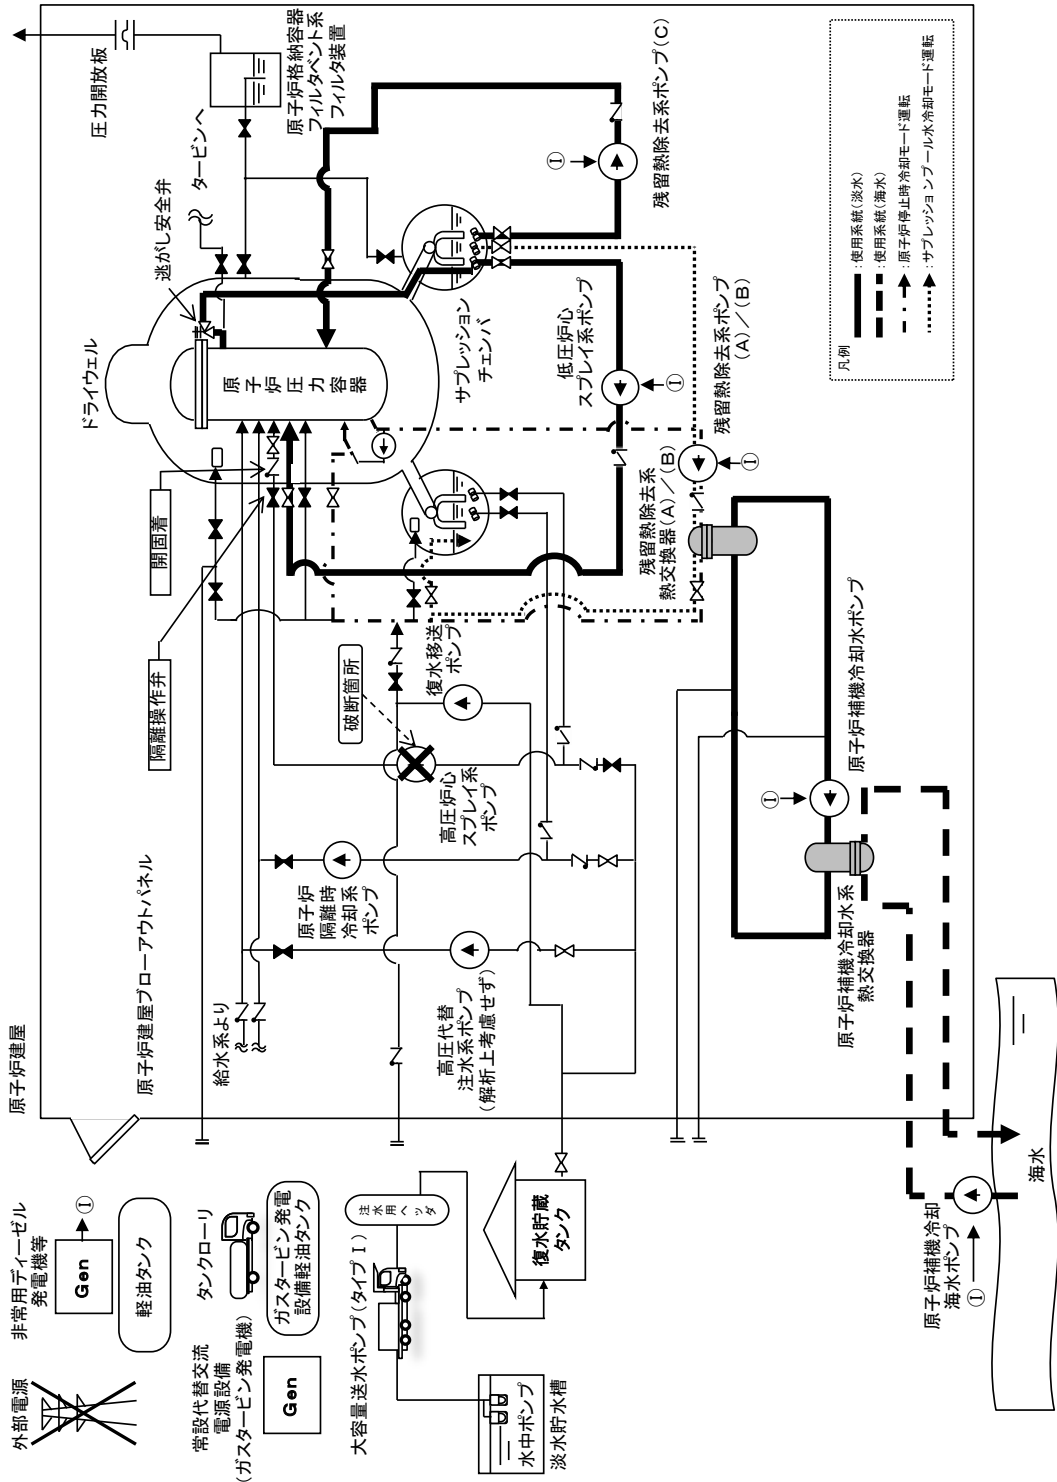 外部電源
非常用ディーゼル
発電機等
Gen
①
軽油タンク
常設代替交流
電源設備
(ガスタービン発電機)
Gen
タンクローリ
ガスタービン発電
設備軽油タンク
大容量送水ポンプ(タイプⅠ)
注水用ヘッダ
水中ポンプ
淡水貯水槽
復水貯蔵
タンク
原子炉補機冷却
海水ポンプ
①
海水
原子炉建屋
原子炉建屋ブローアウトパネル
給水系より
高圧代替
注水系ポンプ
(解析上考慮せず)
原子炉
隔離時
冷却系
ポンプ
高圧炉心
スプレイ系
ポンプ
破断箇所
復水移送
ポンプ
隔離操作弁
開固着
ドライウェル
原子炉圧力容器
逃がし安全弁
タービンへ
圧力開放板
原子炉格納容器
フィルタベント系
フィルタ装置
サプレッション
チェンバ
低圧炉心
スプレイ系ポンプ
①
残留熱除去系ポンプ(C)
①
残留熱除去系ポンプ
(A)/(B)
①
残留熱除去系
熱交換器(A)/(B)
原子炉補機冷却水ポンプ
①
原子炉補機冷却水系
熱交換器
凡例
:使用系統(淡水)
:使用系統(海水)
:原子炉停止時冷却モード運転
:サプレッションプール水冷却モード運転